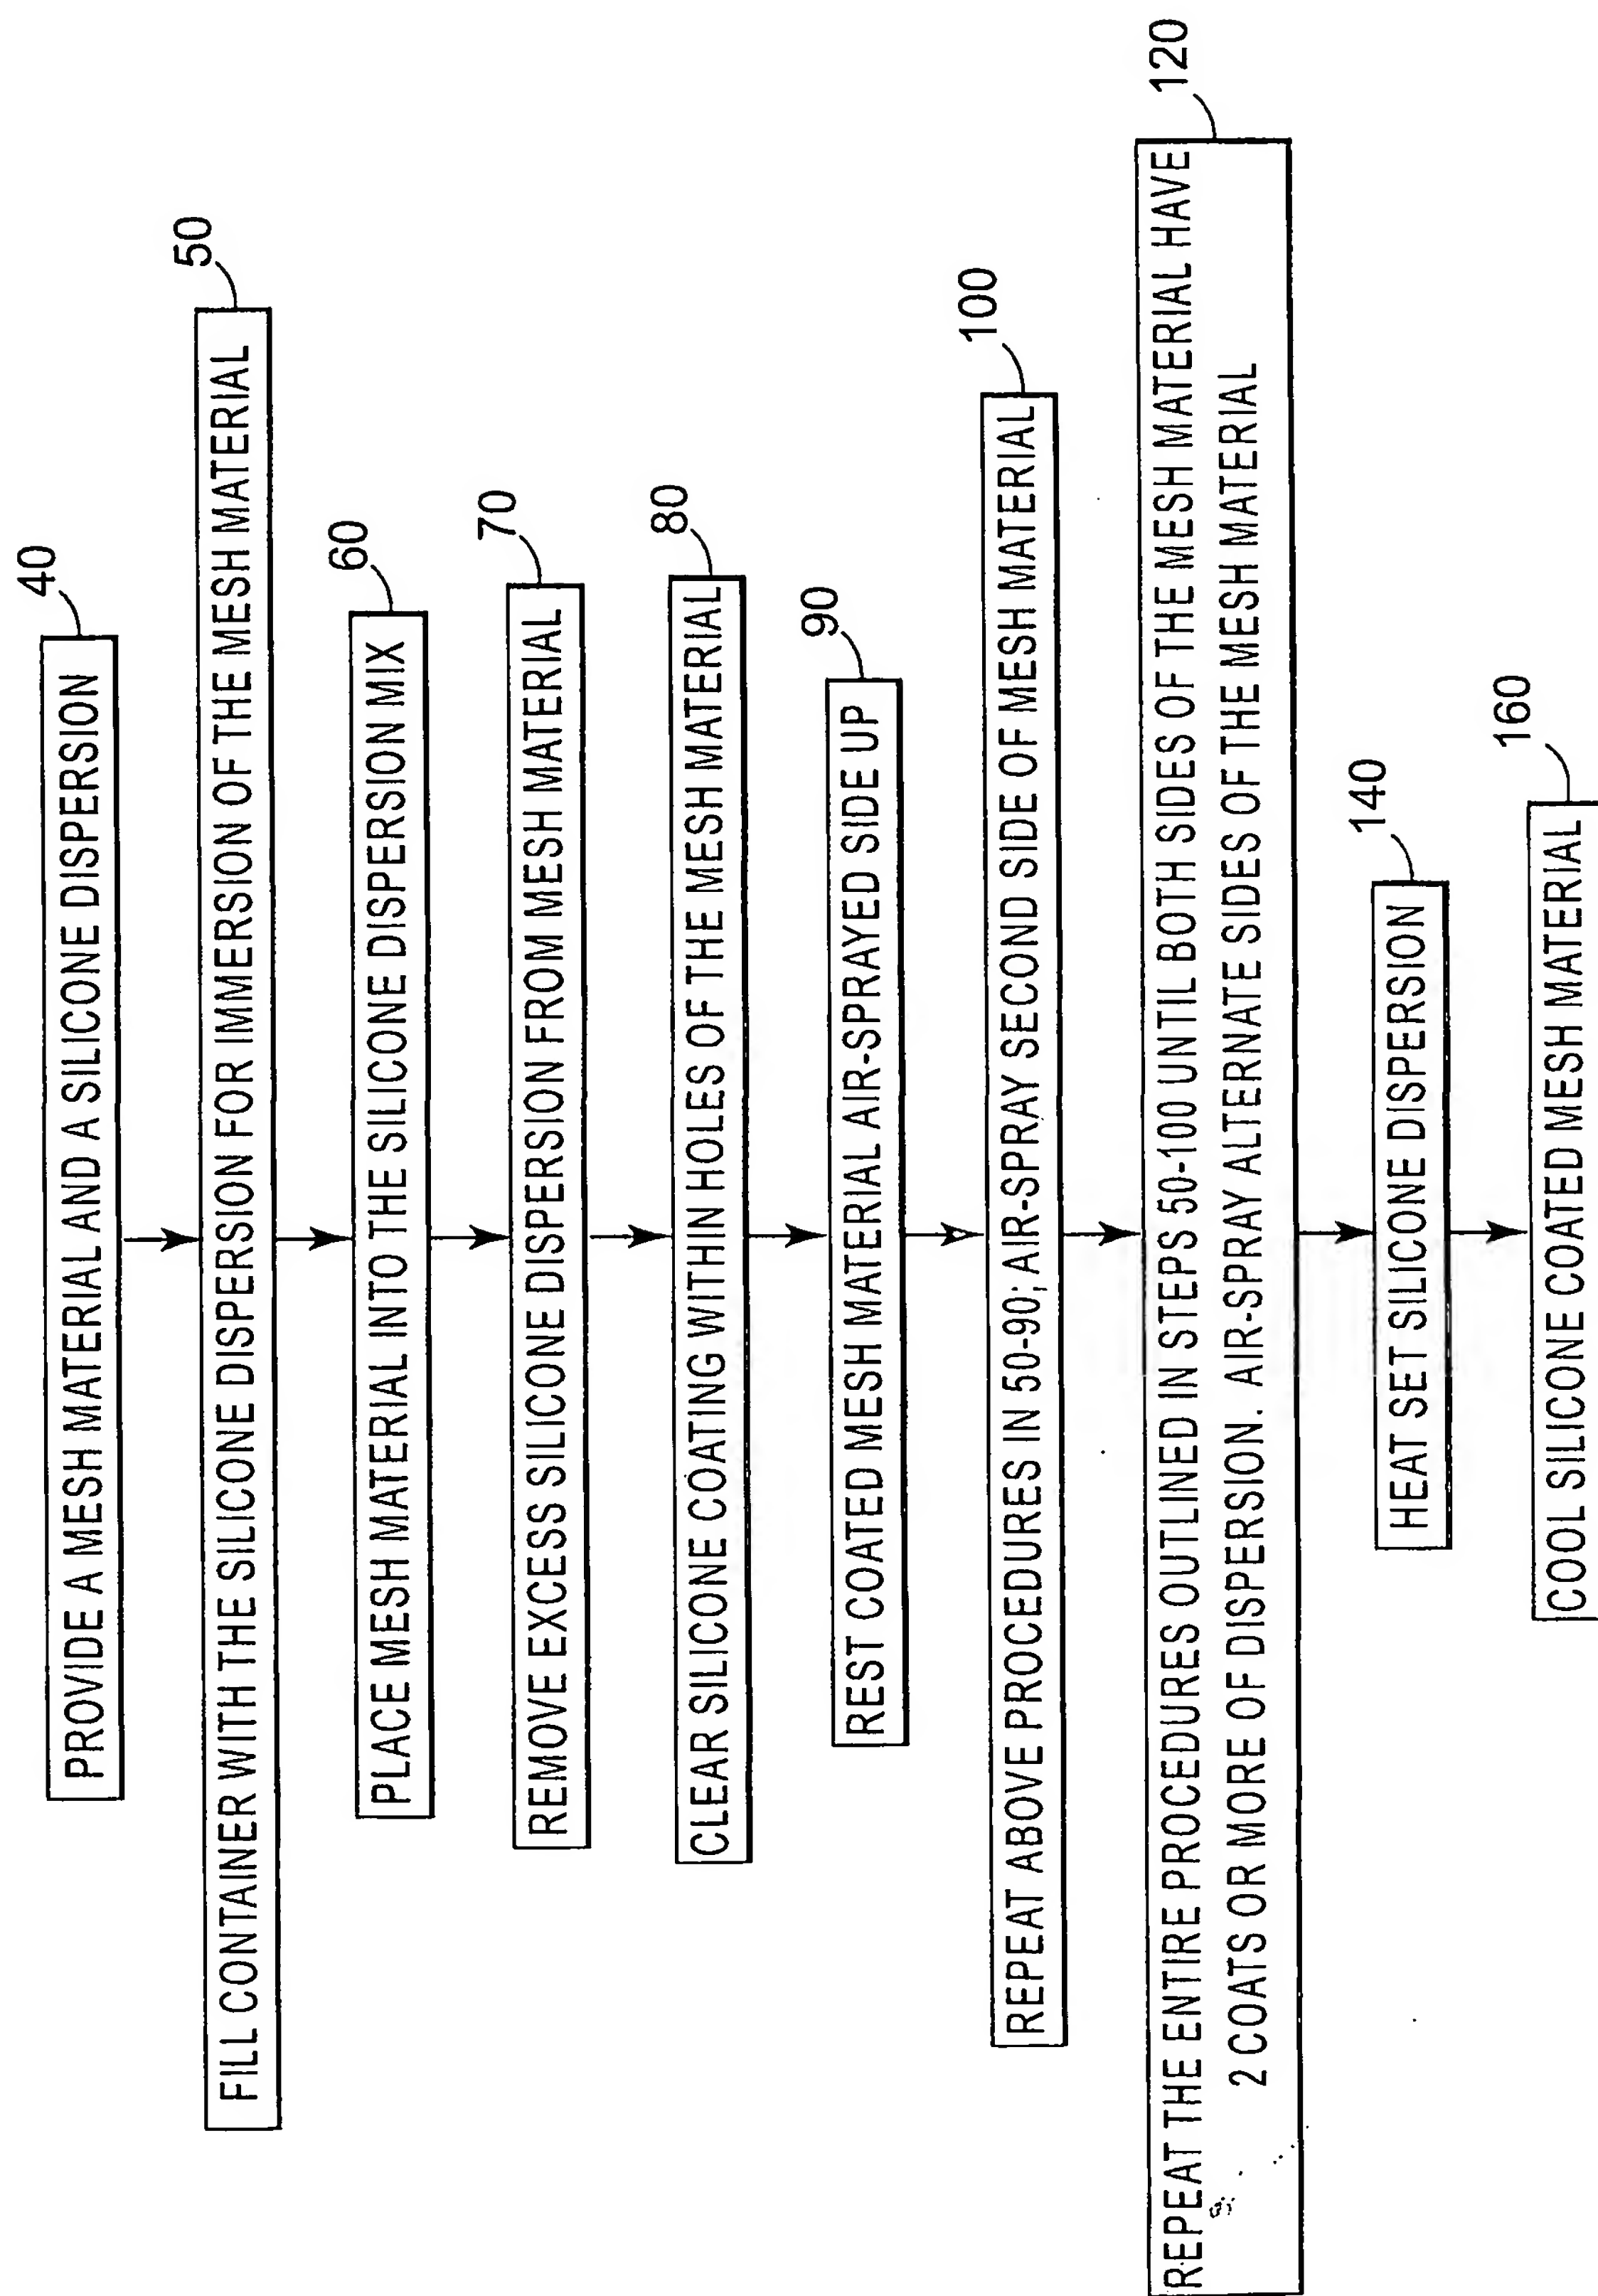 40
PROVIDE A MESH MATERIAL AND A SILICONE DISPERSION
50
FILL CONTAINER WITH THE SILICONE DISPERSION FOR IMMERSION OF THE MESH MATERIAL
60
PLACE MESH MATERIAL INTO THE SILICONE DISPERSION MIX
70
REMOVE EXCESS SILICONE DISPERSION FROM MESH MATERIAL
80
CLEAR SILICONE COATING WITHIN HOLES OF THE MESH MATERIAL
90
REST COATED MESH MATERIAL AIR-SPRAYED SIDE UP
100
REPEAT ABOVE PROCEDURES IN 50-90; AIR-SPRAY SECOND SIDE OF MESH MATERIAL
120
REPEAT THE ENTIRE PROCEDURES OUTLINED IN STEPS 50-100 UNTIL BOTH SIDES OF THE MESH MATERIAL HAVE
2 COATS OR MORE OF DISPERSION. AIR-SPRAY ALTERNATE SIDES OF THE MESH MATERIAL
140
HEAT SET SILICONE DISPERSION
160
COOL SILICONE COATED MESH MATERIAL